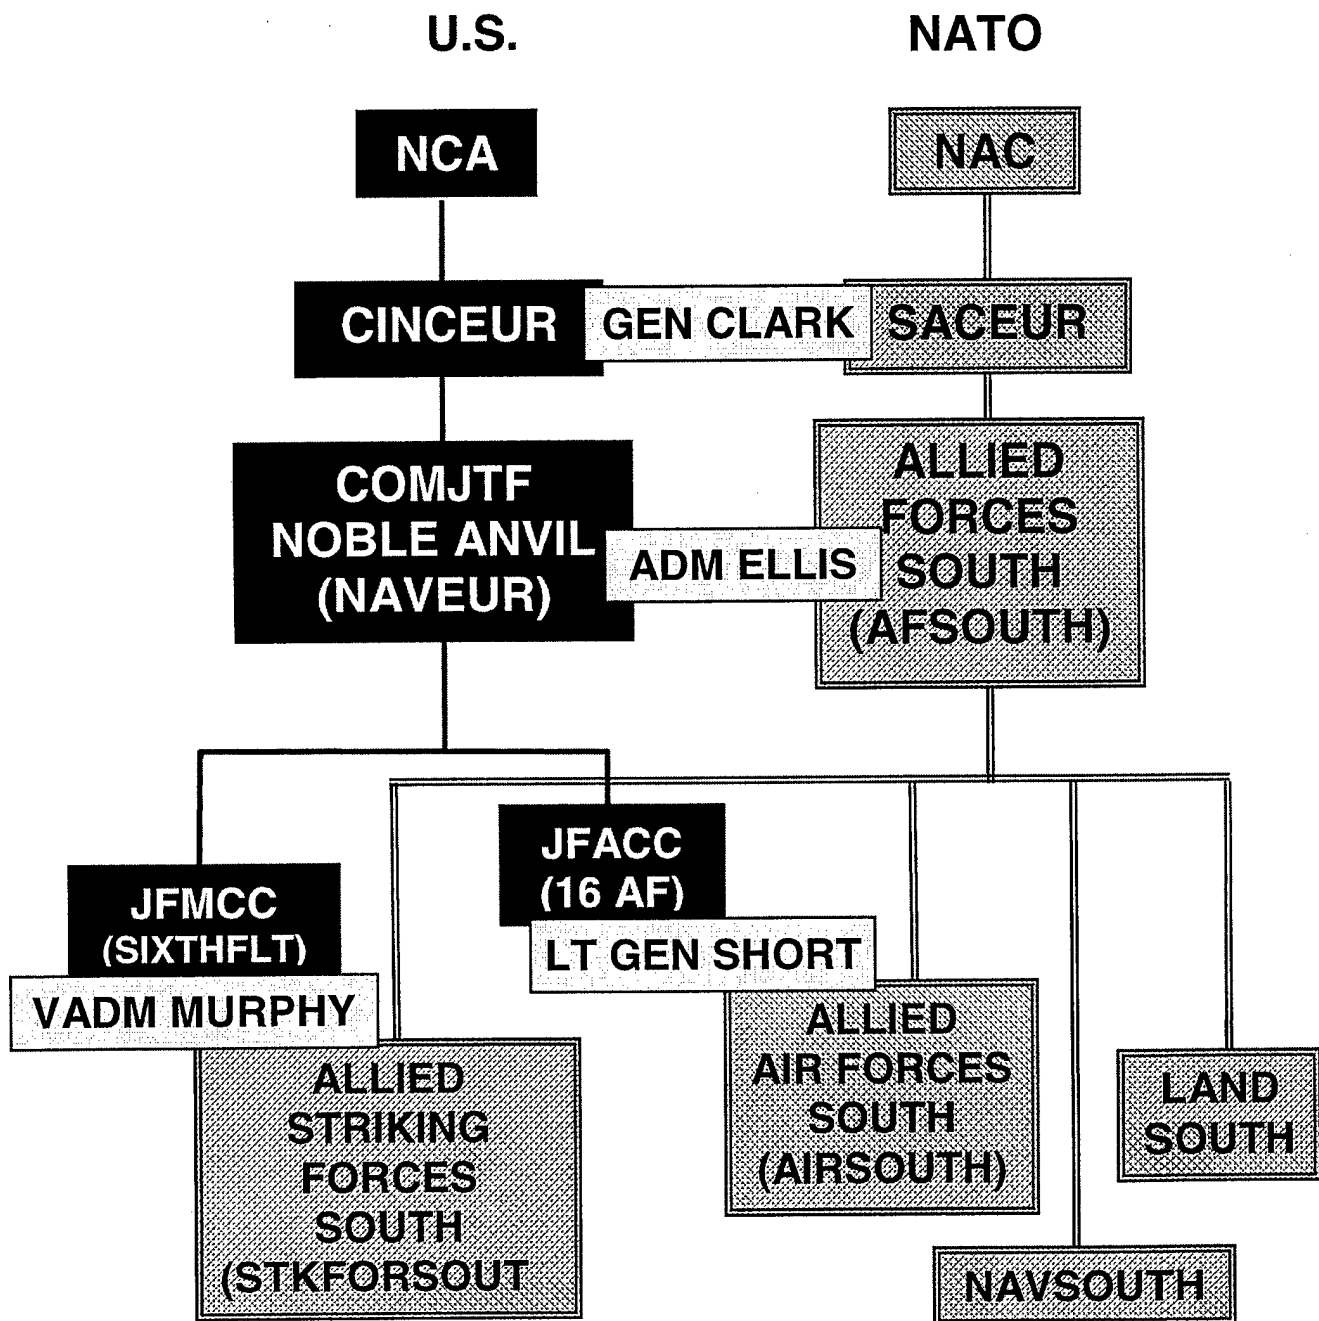 U.S.
NATO
NCA
NAC
CINCEUR
GEN CLARK
SACEUR
COMJTF
NOBLE ANVIL
(NAVEUR)
ADM ELLIS
ALLIED
FORCES
SOUTH
(AFSOUTH)
JFACC
(16 AF)
LT GEN SHORT
JFMCC
(SIXTHFLT)
VADM MURPHY
ALLIED
STRIKING
FORCES
SOUTH
(STKFORSOUT
ALLIED
AIR FORCES
SOUTH
(AIRSOUTH)
LAND
SOUTH
NAVSOUTH